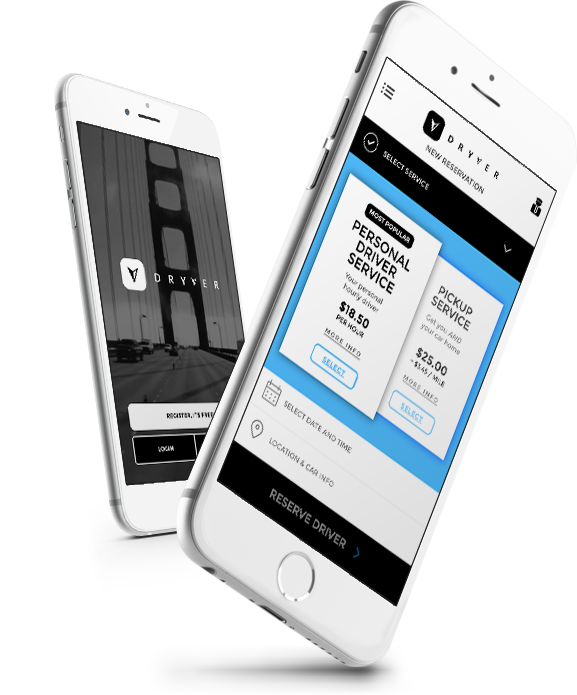 DRYVER
REGISTER, IT'S FREE
LOGIN
DRYVER
NEW RESERVATION
SELECT SERVICE
MOST POPULAR
PERSONAL
DRIVER
SERVICE
Your personal
hourly driver
$18.50
PER HOUR
MORE INFO
SELECT
PICKUP
SERVICE
Get you AND
your car home
$25.00
+ $1.45 / MILE
MORE INFO
SELECT
SELECT DATE AND TIME
LOCATION & CAR INFO
RESERVE DRIVER